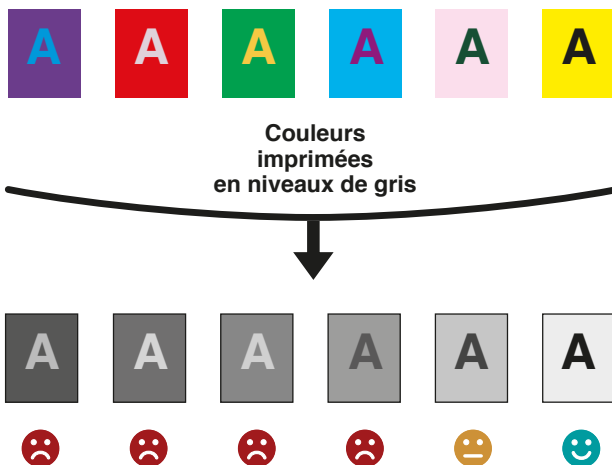 A A A A A A
Couleurs
imprimées
en niveaux de gris
A A A A A A